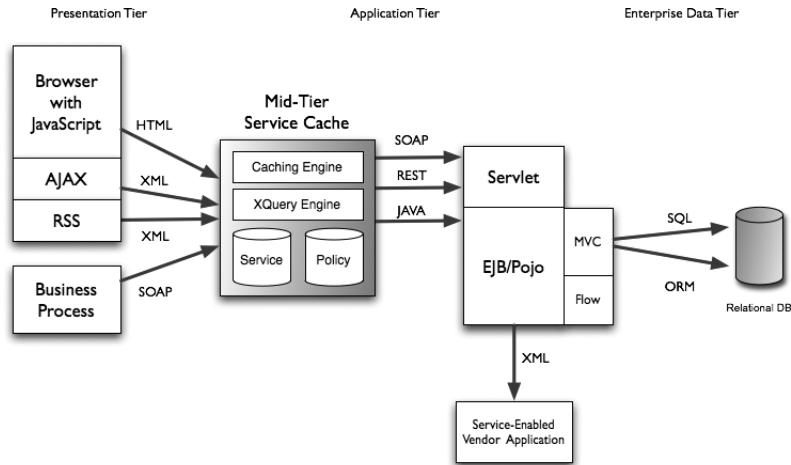 Presentation Tier
Application Tier
Enterprise Data Tier
Browser
with
JavaScript
AJAX
RSS
Business
Process
HTML
XML
XML
SOAP
Mid-Tier
Service Cache
Caching Engine
XQuery Engine
Service
Policy
SOAP
REST
JAVA
Servlet
EJB/Pojo
MVC
Flow
SQL
ORM
Relational DB
XML
Service-Enabled
Vendor Application